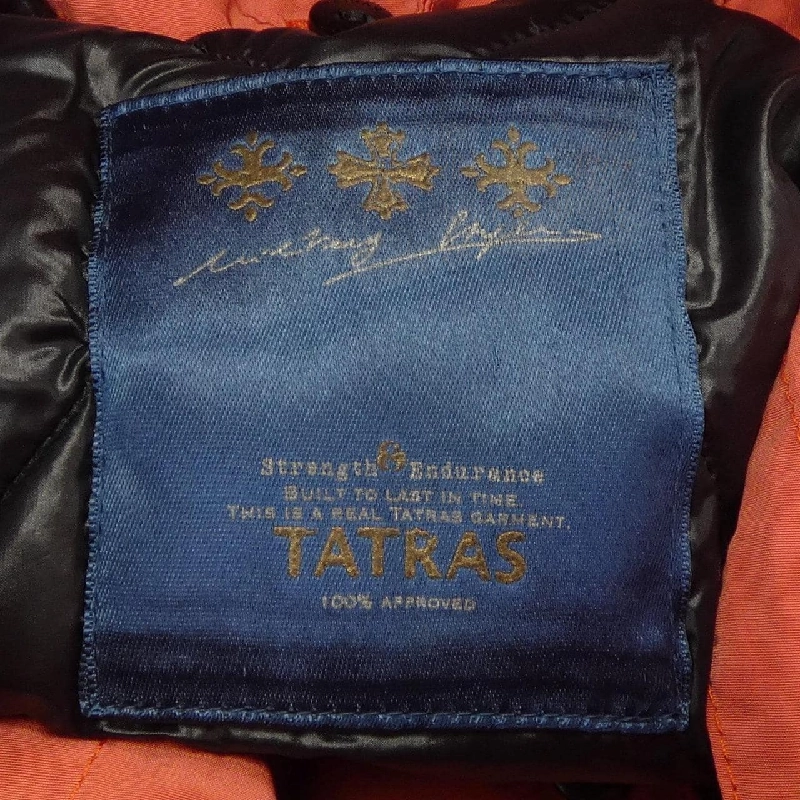 Strength & Endurance
BUILT TO LAST IN TIME
THIS IS A REAL TATRAS GARMENT.
TATRAS
100% APPROVED